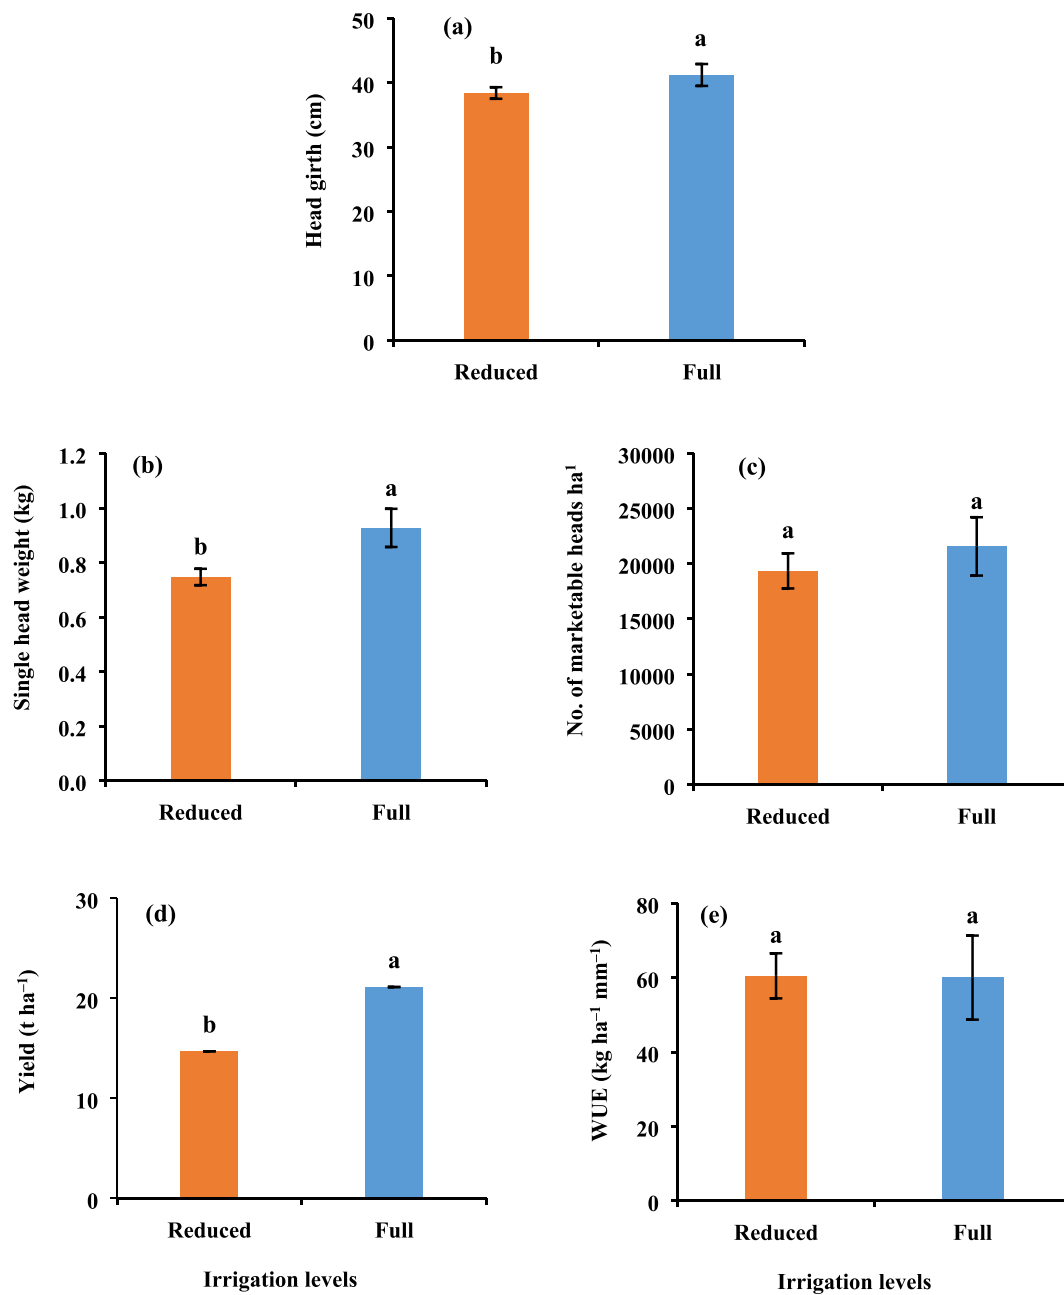 (a)
50
40
30
20
10
0
Head girth (cm)
b
a
Reduced
Full
(b)
1.2
1.0
0.8
0.6
0.4
0.2
0.0
Single head weight (kg)
b
a
Reduced
Full
(c)
30000
25000
20000
15000
10000
5000
0
No. of marketable heads ha¹
a
a
Reduced
Full
(d)
30
20
10
0
Yield (t ha⁻¹)
b
a
Reduced
Full
Irrigation levels
(e)
80
60
40
20
0
WUE (kg ha⁻¹ mm⁻¹)
a
a
Reduced
Full
Irrigation levels